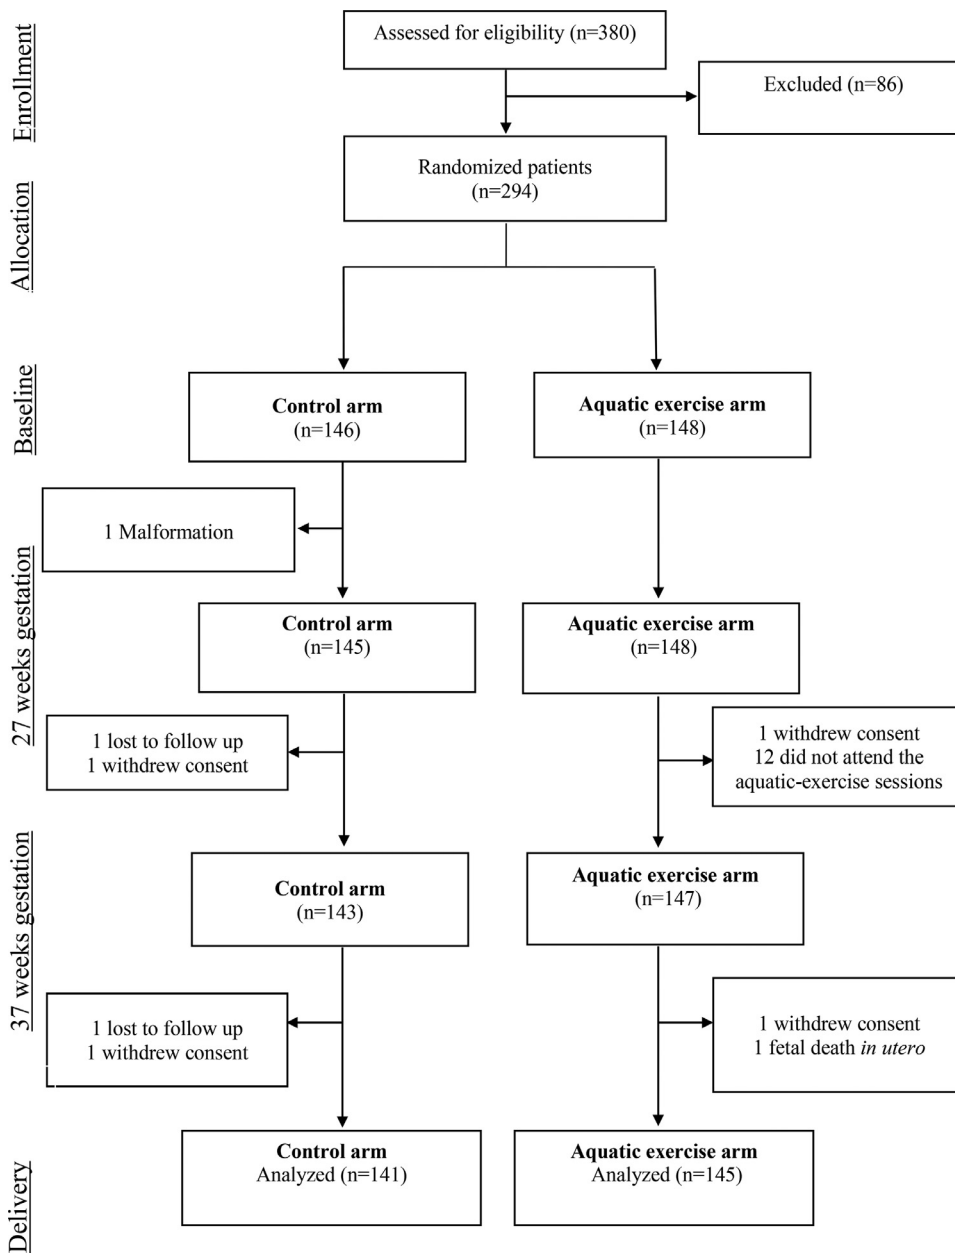 Enrollment
Assessed for eligibility (n=380)
Excluded (n=86)
Randomized patients
(n=294)
Allocation
Baseline
Control arm
(n=146)
Aquatic exercise arm
(n=148)
1 Malformation
27 weeks gestation
Control arm
(n=145)
Aquatic exercise arm
(n=148)
1 lost to follow up
1 withdrew consent
1 withdrew consent
12 did not attend the
aquatic-exercise sessions
37 weeks gestation
Control arm
(n=143)
Aquatic exercise arm
(n=147)
1 lost to follow up
1 withdrew consent
1 withdrew consent
1 fetal death in utero
Delivery
Control arm
Analyzed (n=141)
Aquatic exercise arm
Analyzed (n=145)